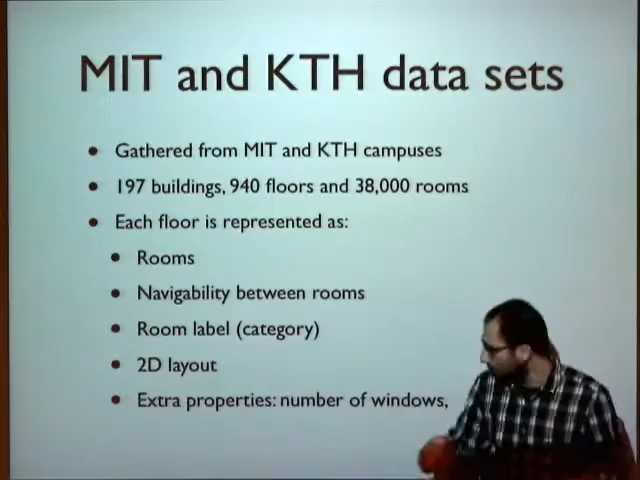 MIT and KTH data sets
• Gathered from MIT and KTH campuses
• 197 buildings, 940 floors and 38,000 rooms
• Each floor is represented as:
• Rooms
• Navigability between rooms
• Room label (category)
• 2D layout
• Extra properties: number of windows,